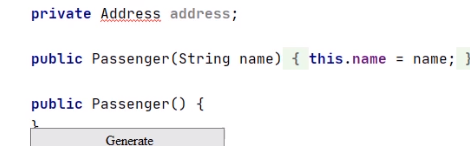 private Address address;
public Passenger(String name) { this.name = name; }
public Passenger() {
}
Generate